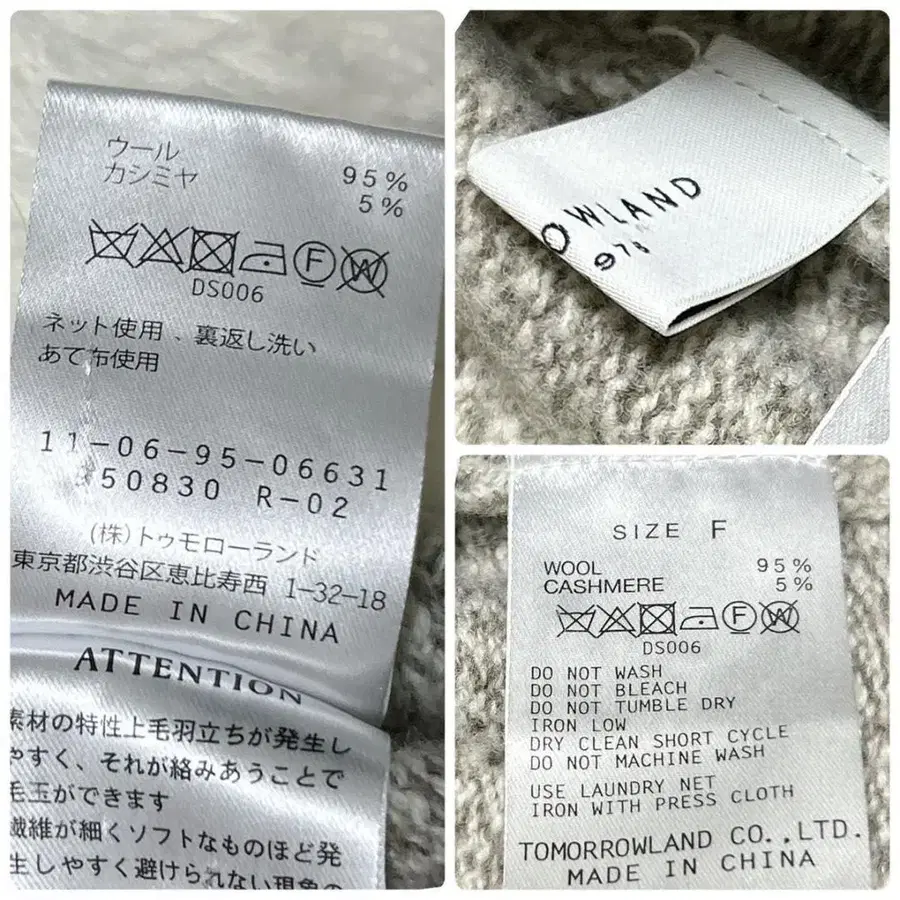 ウール 95%
カシミヤ 5%
DS006
ネット使用、裏返し洗い
あて布使用
11-06-95-06631
50830 R-02
(株)トゥモローランド
東京都渋谷区恵比寿西 1-32-18
MADE IN CHINA
ATTENTION
素材の特性上毛羽立ちが発生し
やすく、それが絡みあうことで
毛玉ができます
繊維が細くソフトなものほど発
生しやすく避けられない現象の
OWLAND
SIZE F
WOOL 95%
CASHMERE 5%
DS006
DO NOT WASH
DO NOT BLEACH
DO NOT TUMBLE DRY
IRON LOW
DRY CLEAN SHORT CYCLE
DO NOT MACHINE WASH
USE LAUNDRY NET
IRON WITH PRESS CLOTH
TOMORROWLAND CO.,LTD.
MADE IN CHINA